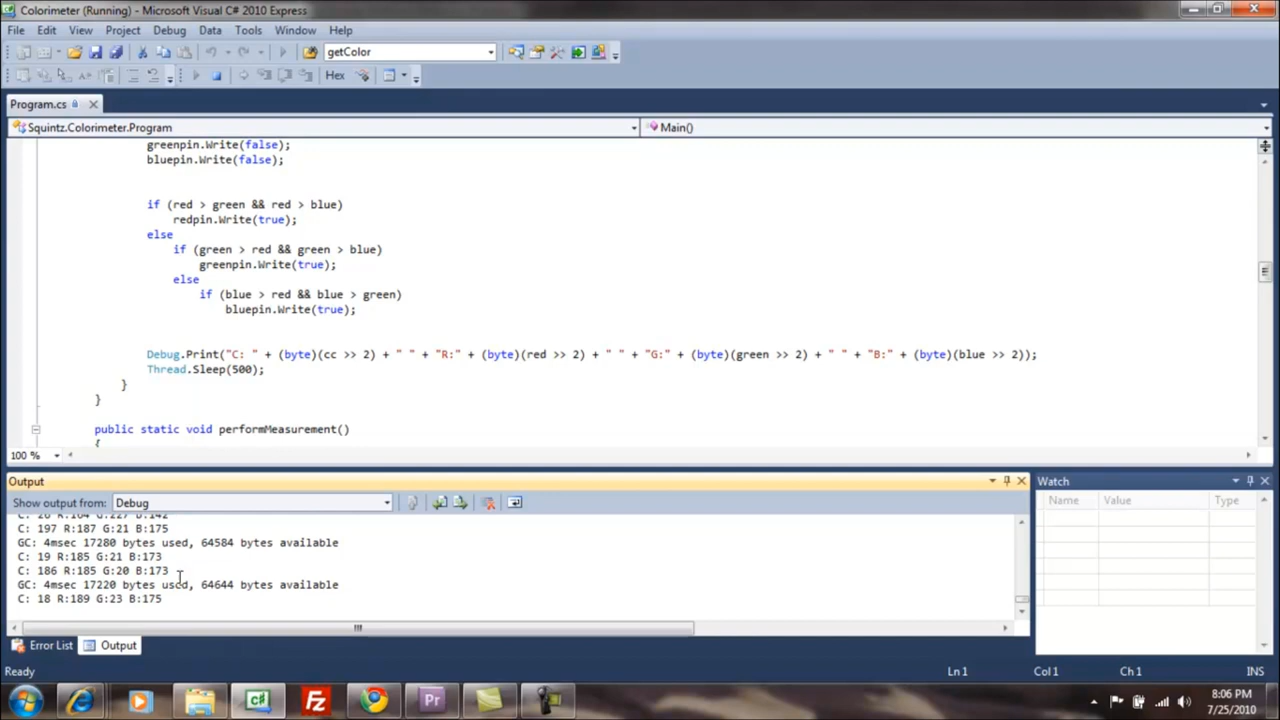 Colorimeter (Running) - Microsoft Visual C# 2010 Express
File Edit View Project Debug Data Tools Window Help
getColor
Hex
Program.cs
Squintz.Colorimeter.Program Main()
greenpin.Write(false);
bluepin.Write(false);
if (red > green && red > blue)
redpin.Write(true);
else
if (green > red && green > blue)
greenpin.Write(true);
else
if (blue > red && blue > green)
bluepin.Write(true);
Debug.Print("C: " + (byte)(cc >> 2) + " " + "R:" + (byte)(red >> 2) + " " + "G:" + (byte)(green >> 2) + " " + "B:" + (byte)(blue >> 2));
Thread.Sleep(500);
}
}
public static void performMeasurement()
{
100 %
Output
Show output from: Debug
C: 197 R:187 G:21 B:175
GC: 4msec 17280 bytes used, 64584 bytes available
C: 19 R:185 G:21 B:173
C: 186 R:185 G:20 B:173
GC: 4msec 17220 bytes used, 64644 bytes available
C: 18 R:189 G:23 B:175
Watch
Name Value Type
Error List Output
Ready Ln 1 Col 1 Ch 1 INS
Fz Pr
8:06 PM
7/25/2010